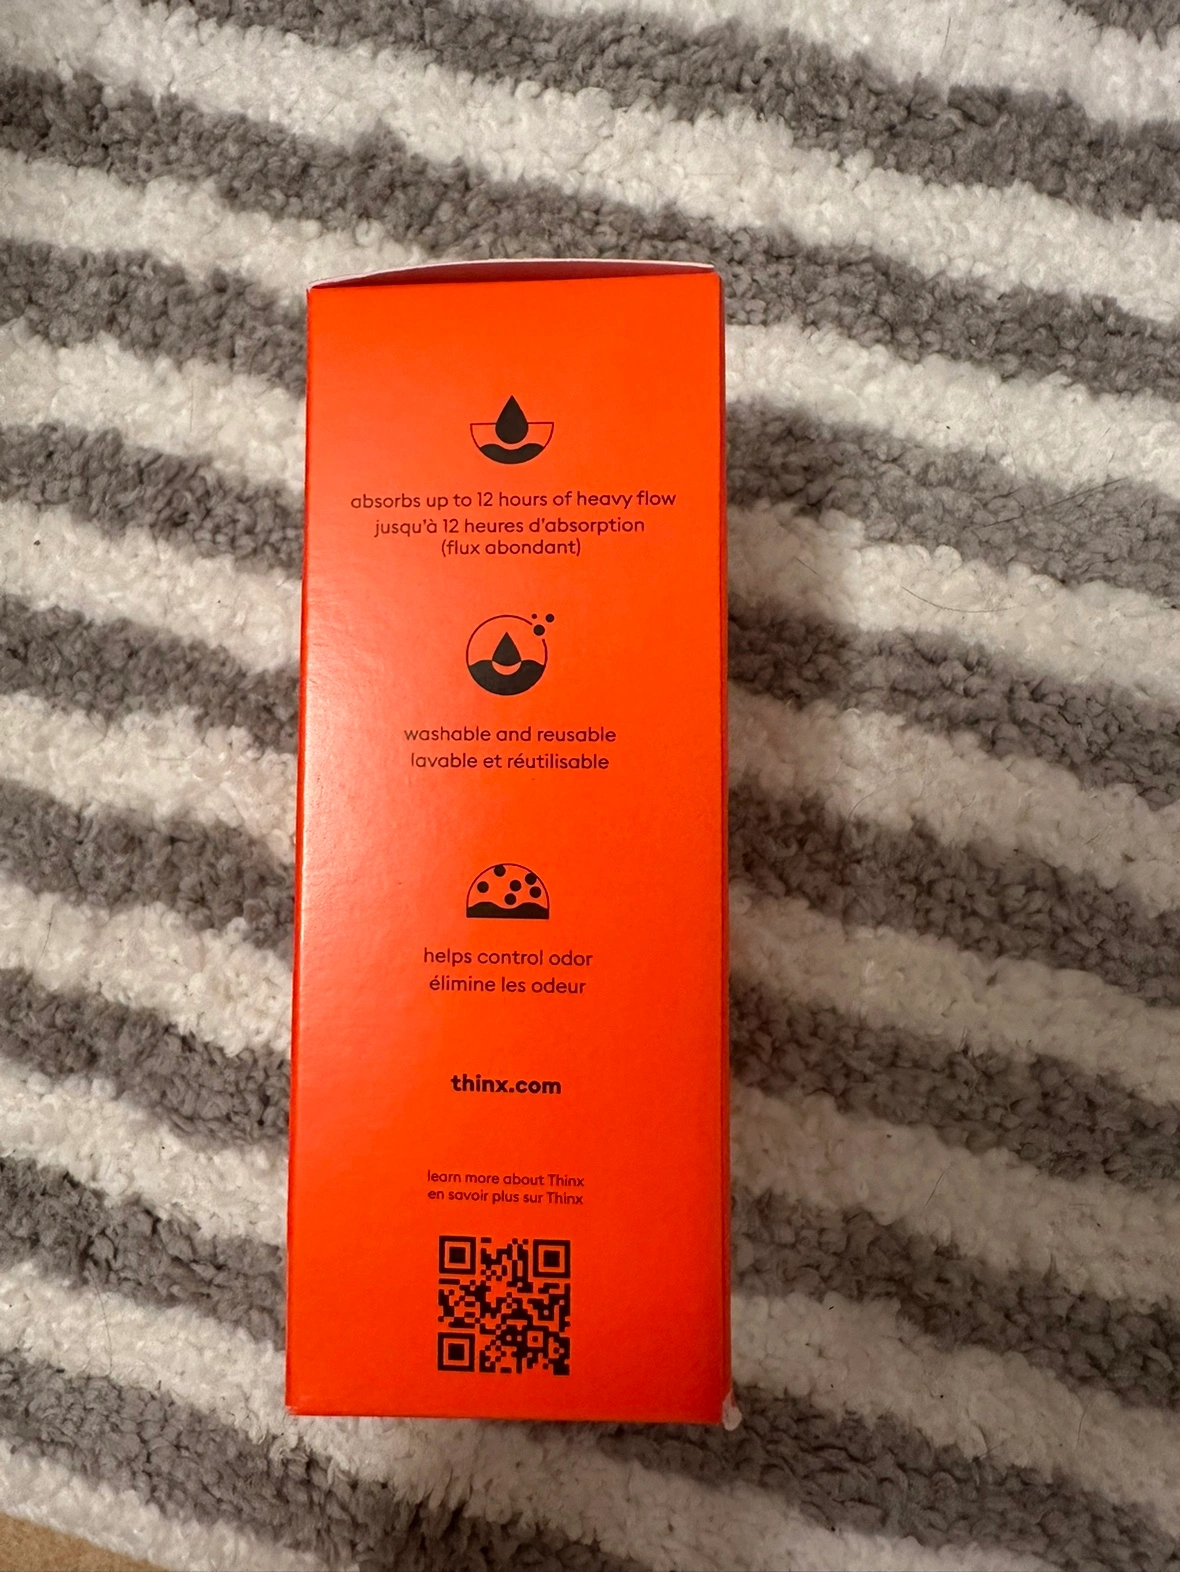 absorbs up to 12 hours of heavy flow
jusqu'à 12 heures d'absorption
(flux abondant)
washable and reusable
lavable et réutilisable
helps control odor
élimine les odeur
thinx.com
learn more about Thinx
en savoir plus sur Thinx